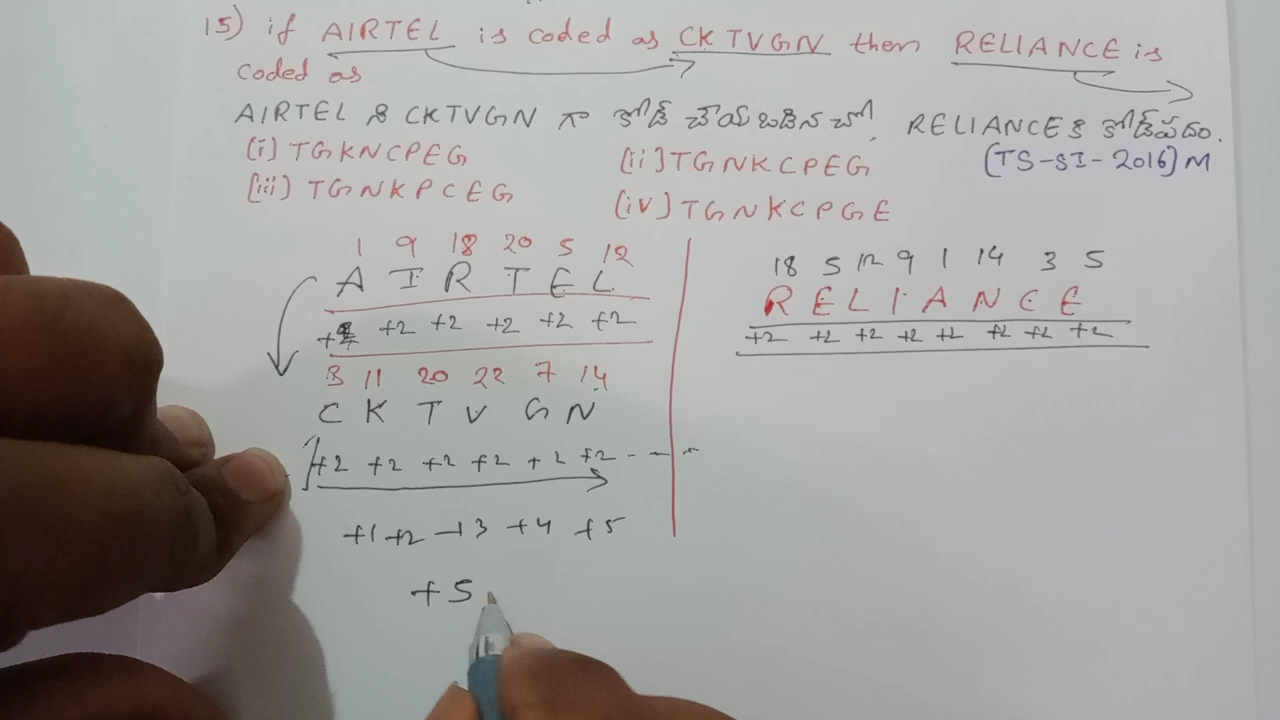 15) if AIRTEL is coded as CKTVGN then RELIANCE is
coded as
AIRTEL ని CKTVGN గా కోడ్ చేయబడిన చో, RELIANCE కి కోడ్ పదం.
(i) TGKNCPEG (ii) TGNKCPEG (TS-SI-2016) M
(iii) TGNKPCEG (iv) TGNKCPGE
1 9 18 20 5 12
A I R T E L
+2 +2 +2 +2 +2
3 11 20 22 7 14
C K T V G N
+2 +2 +2 +2 +2 +2 - - -
+1 +2 +3 +4 +5
+5
18 5 12 9 1 14 3 5
R E L I A N C E
+2 +2 +2 +2 +2 +2 +2 +2